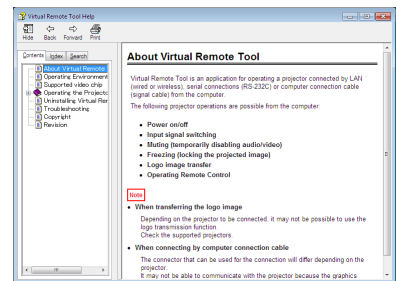 Virtual Remote Tool Help
Hide Back Forward Print
Contents Index Search
About Virtual Remote
Operating Environment
Supported video chip
Operating the Projecto
Uninstalling Virtual Rer
Troubleshooting
Copyright
Revision
About Virtual Remote Tool
Virtual Remote Tool is an application for operating a projector connected by LAN
(wired or wireless), serial connections (RS-232C) or computer connection cable
(signal cable) from the computer.
The following projector operations are possible from the computer:
• Power on/off
• Input signal switching
• Muting (temporarily disabling audio/video)
• Freezing (locking the projected image)
• Logo image transfer
• Operating Remote Control
Note
• When transferring the logo image
Depending on the projector to be connected, it may not be possible to use the
logo transmission function.
Check the supported projectors.
• When connecting by computer connection cable
The connector that can be used for the connection will differ depending on the
projector.
It may not be able to communicate with the projector because the graphics